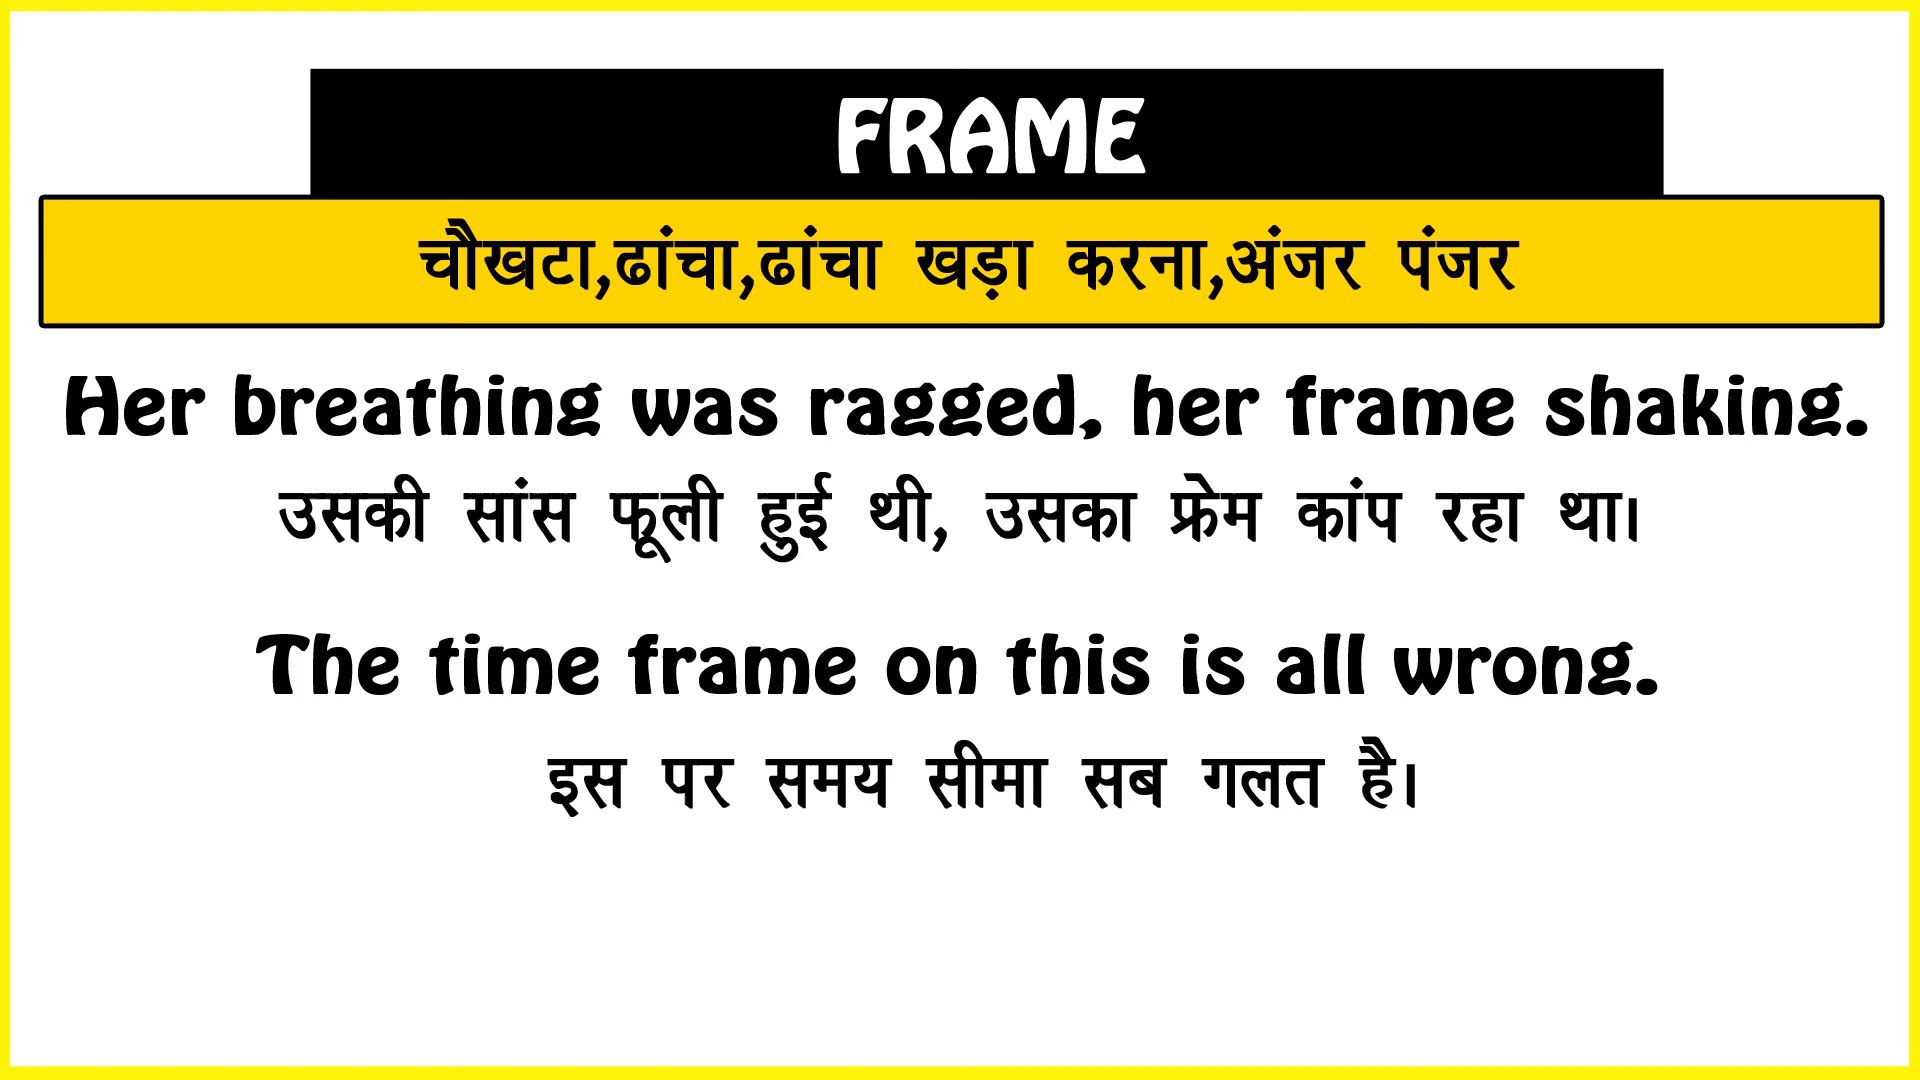 FRAME
चौखटा,ढांचा,ढांचा खड़ा करना,अंजर पंजर
Her breathing was ragged, her frame shaking.
उसकी सांस फूली हुई थी, उसका फ्रेम कांप रहा था।
The time frame on this is all wrong.
इस पर समय सीमा सब गलत है।